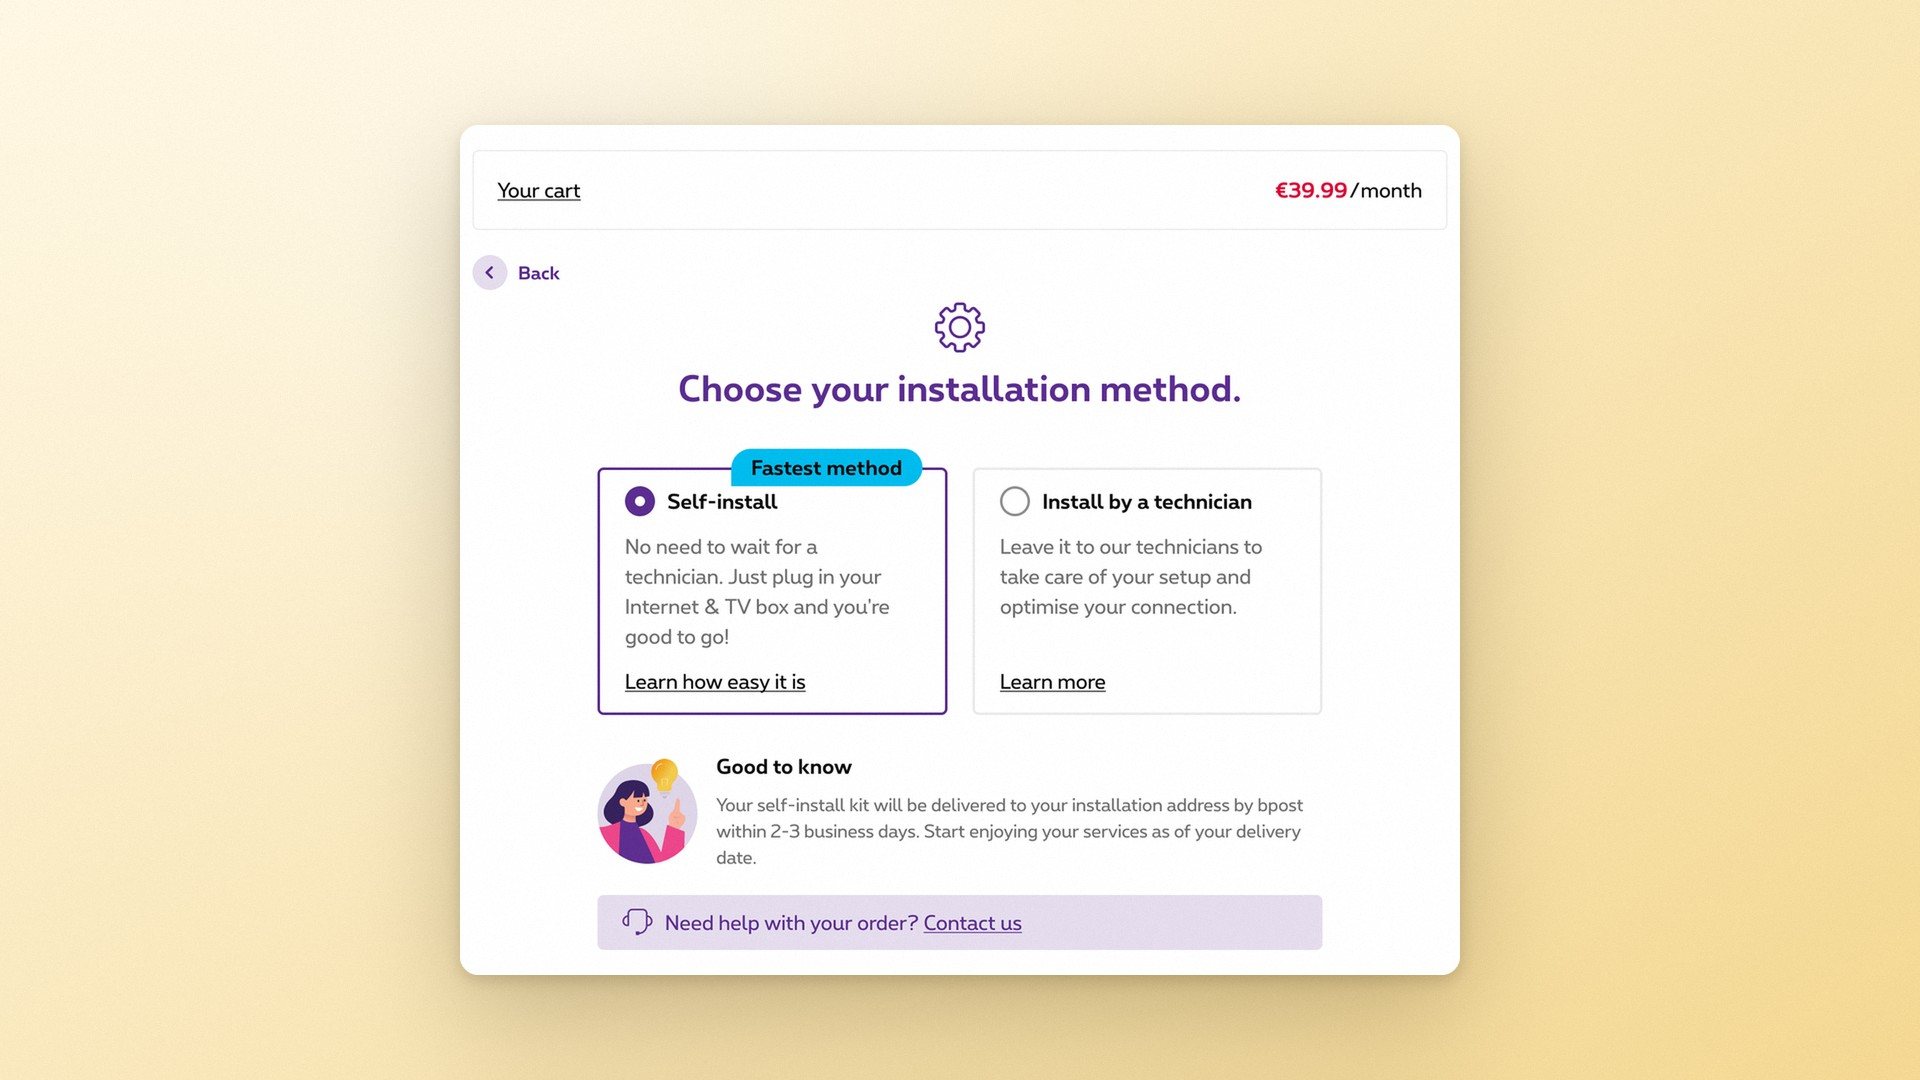 Your cart
€39.99/month
Back
Choose your installation method.
Fastest method
Self-install
No need to wait for a
technician. Just plug in your
Internet & TV box and you're
good to go!
Learn how easy it is
Install by a technician
Leave it to our technicians to
take care of your setup and
optimise your connection.
Learn more
Good to know
Your self-install kit will be delivered to your installation address by bpost
within 2-3 business days. Start enjoying your services as of your delivery
date.
Need help with your order? Contact us